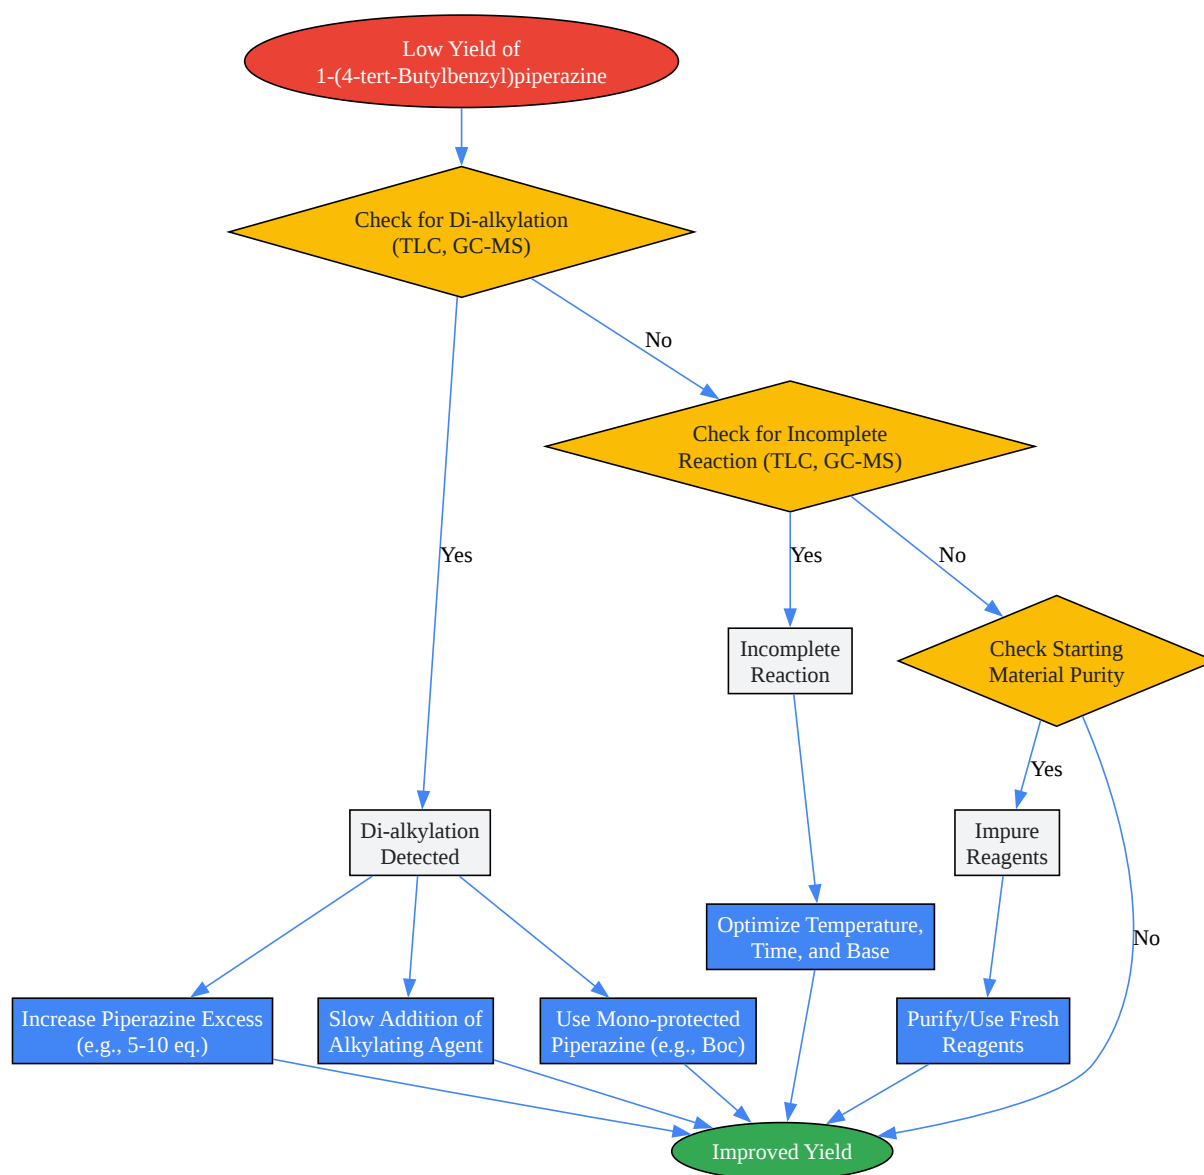 Low Yield of
1-(4-tert-Butylbenzyl)piperazine
Check for Di-alkylation
(TLC, GC-MS)
No
Check for Incomplete
Reaction (TLC, GC-MS)
Yes
Yes
No
Incomplete
Reaction
Check Starting
Material Purity
Yes
Di-alkylation
Detected
Impure
Reagents
Optimize Temperature,
Time, and Base
No
Increase Piperazine Excess
(e.g., 5-10 eq.)
Slow Addition of
Alkylating Agent
Use Mono-protected
Piperazine (e.g., Boc)
Purify/Use Fresh
Reagents
Improved Yield